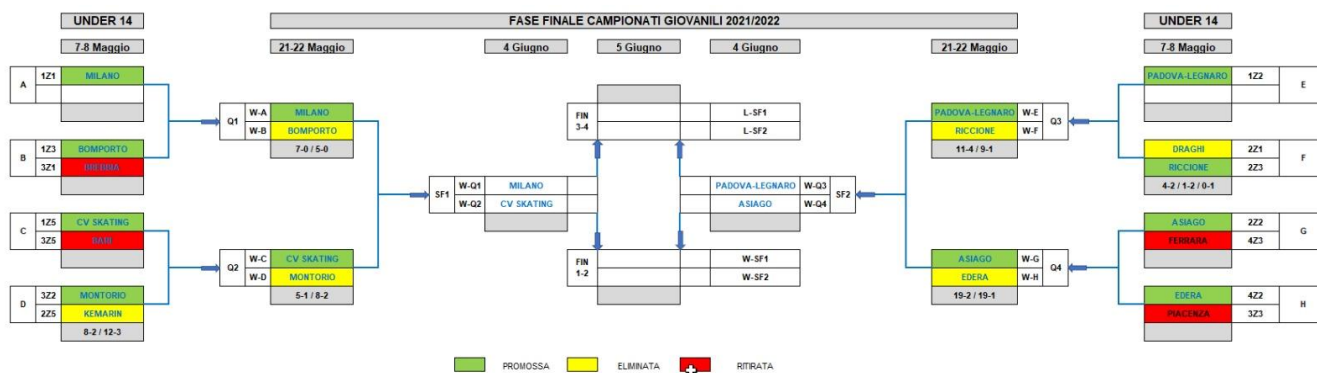 UNDER 14
FASE FINALE CAMPIONATI GIOVANILI 2021/2022
UNDER 14
7-8 Maggio
21-22 Maggio
4 Giugno
5 Giugno
4 Giugno
21-22 Maggio
7-8 Maggio
A
1Z1 MILANO
B
1Z3 BOMPORTO
3Z1
C
1Z5 CV SKATING
3Z5 BARI
D
3Z2 MONTORIO
2Z5 KEMARIN
8-2 / 12-3
Q1
W-A MILANO
W-B BOMPORTO
7-0 / 5-0
Q2
W-C CV SKATING
W-D MONTORIO
5-1 / 8-2
SF1
W-Q1 MILANO
W-Q2 CV SKATING
FIN
3-4
L-SF1
L-SF2
FIN
1-2
W-SF1
W-SF2
PADOVA-LEGNARO W-Q3
ASIAGO W-Q4
SF2
PADOVA-LEGNARO W-E
RICCIONE W-F
Q3
11-4 / 9-1
ASIAGO W-G
EDERA W-H
Q4
19-2 / 19-1
PADOVA-LEGNARO 1Z2
E
DRAGHI 2Z1
RICCIONE 2Z3
F
4-2 / 1-2 / 0-1
ASIAGO 2Z2
FERRARA 4Z3
G
EDERA 4Z2
PIACENZA 3Z3
H
PROMOSSA
ELIMINATA
RITIRATA